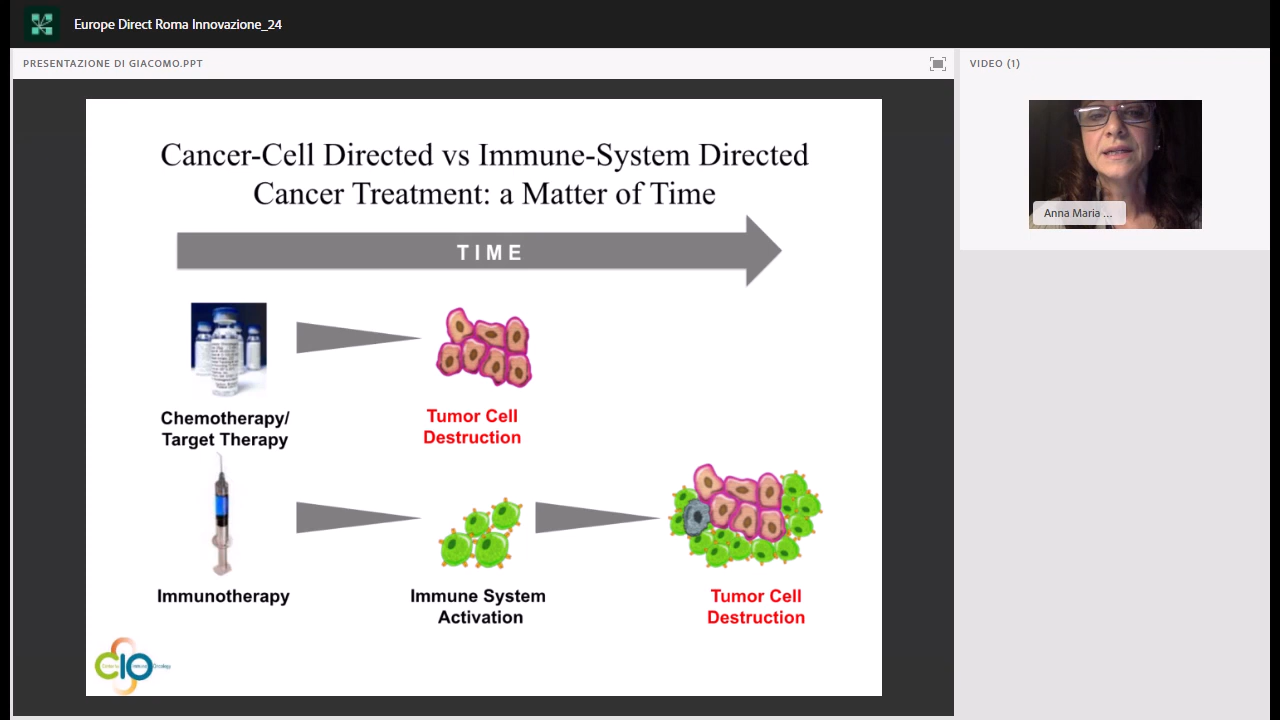 Europe Direct Roma Innovazione_24
PRESENTAZIONE DI GIACOMO.PPT
VIDEO (1)
Anna Maria ...
Cancer-Cell Directed vs Immune-System Directed
Cancer Treatment: a Matter of Time
TIME
Chemotherapy/
Target Therapy
Tumor Cell
Destruction
Immunotherapy
Immune System
Activation
Tumor Cell
Destruction
CIO